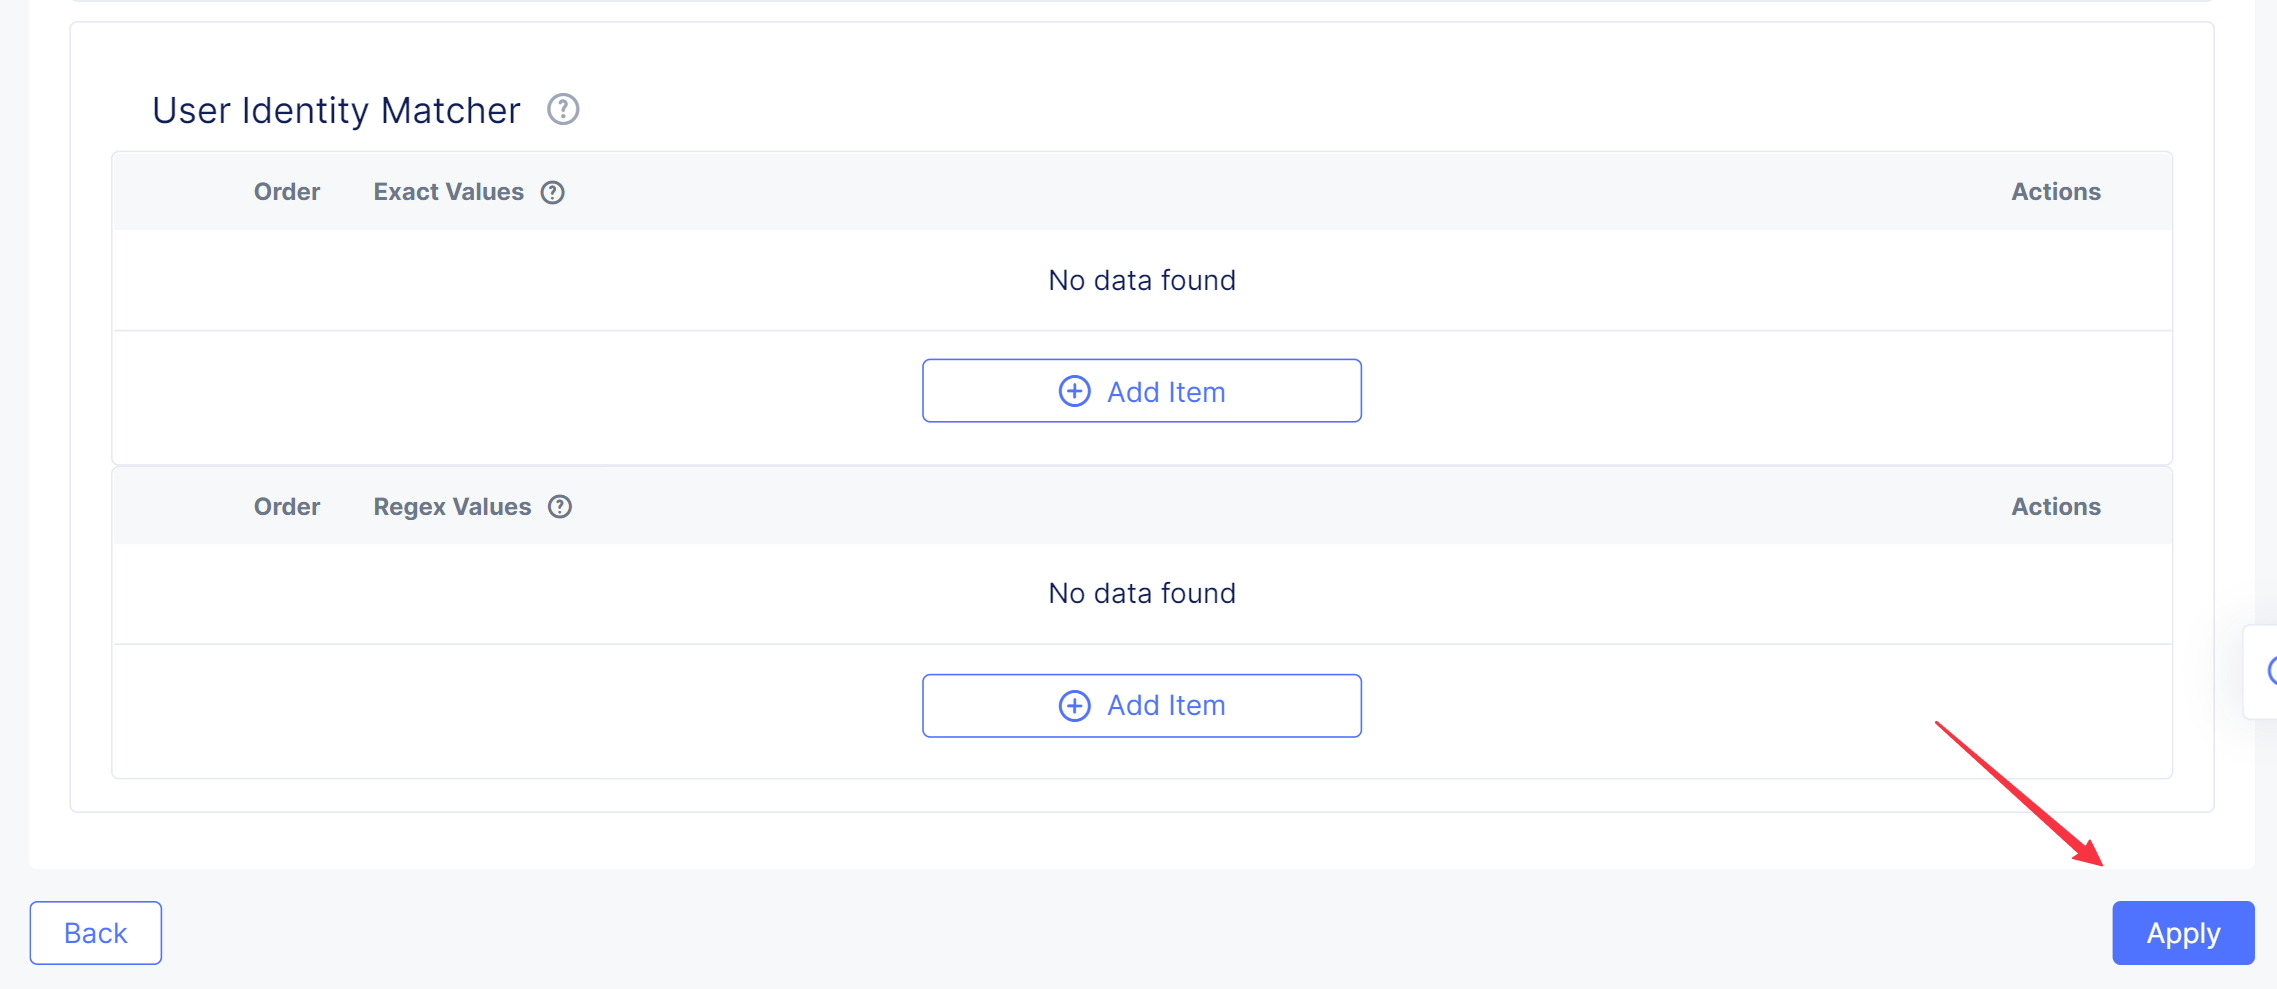 User Identity Matcher
Order Exact Values Actions
No data found
Add Item
Order Regex Values Actions
No data found
Add Item
Back Apply